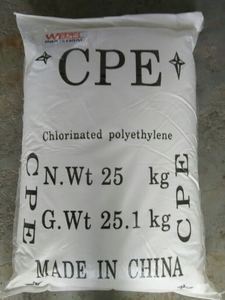 CPE
Chlorinated polyethylene
CPE
N.Wt 25 kg
G.Wt 25.1 kg
CPE
MADE IN CHINA